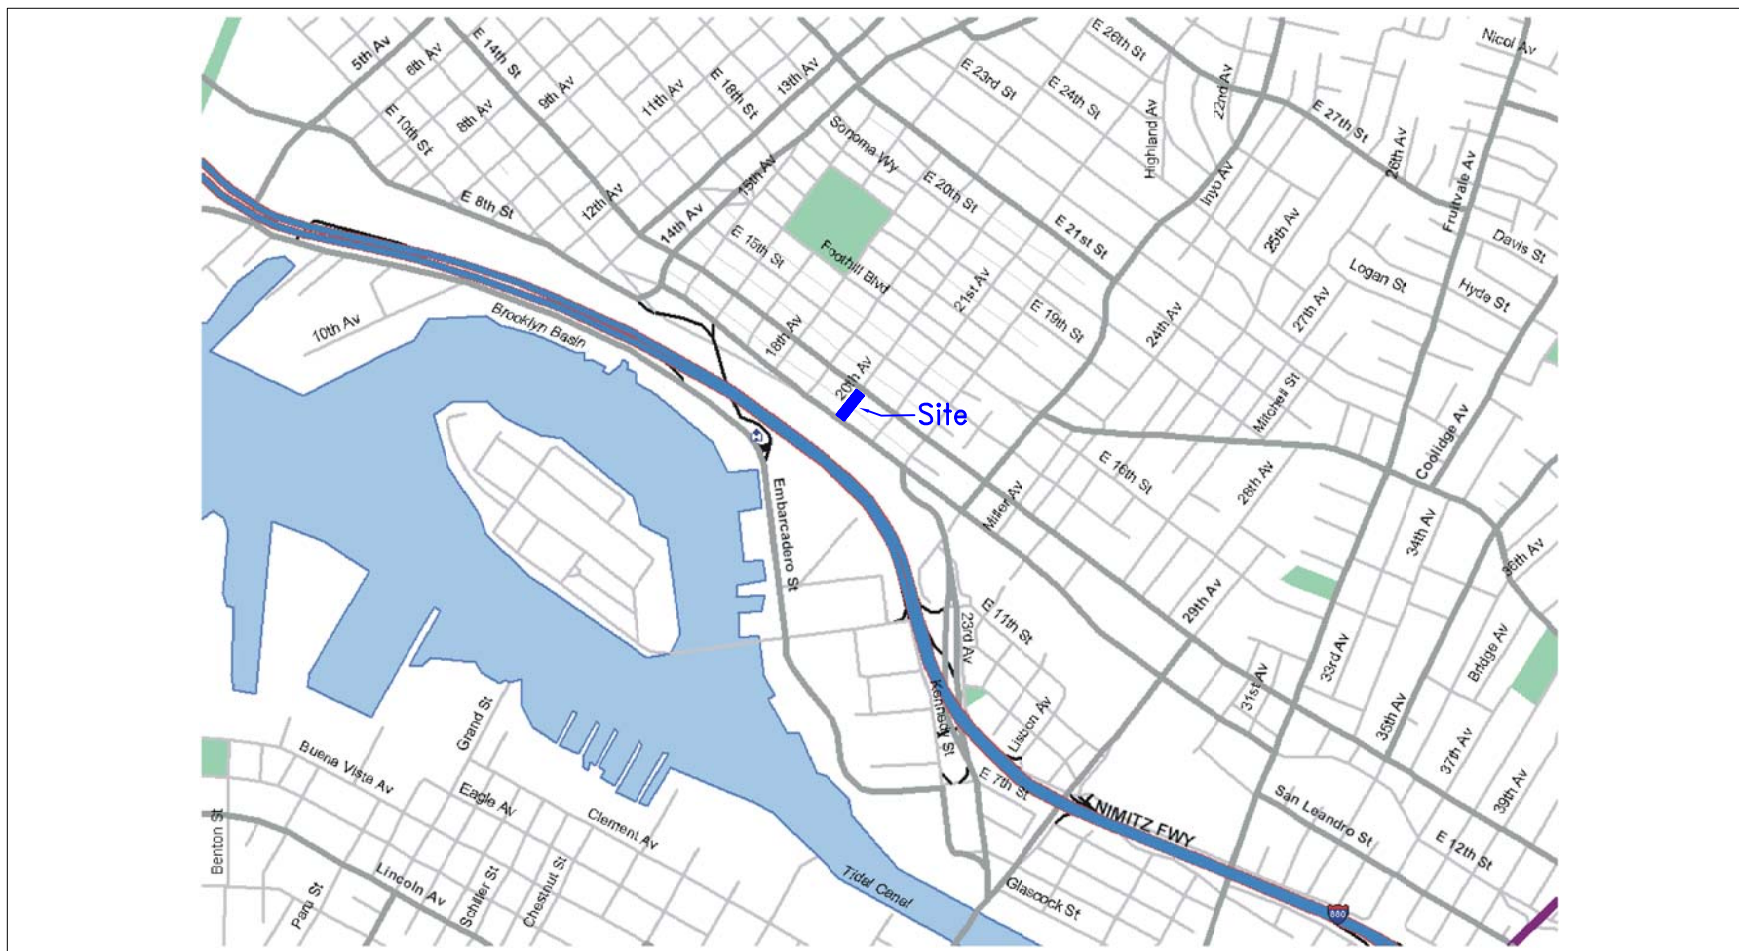 Nicol Av
E 26th St
5th Av
6th Av
E 14th St
13th Av
E 23rd St
E 24th St
22nd Av
9th Av
11th Av
E 18th St
E 27th St
8th Av
E 10th St
Highland Av
Sonoma Wy
26th Av
15th Av
Fruitvale Av
E 20th St
Inyo Av
E 8th St
12th Av
14th Av
E 21st St
25th Av
Davis St
E 15th St
Foothill Blvd
Logan St
Hyde St
21st Av
27th Av
10th Av
Brooklyn Basin
18th Av
E 19th St
24th Av
20th Av
Site
Mitchell St
Coolidge Av
E 16th St
28th Av
Miller Av
Embarcadero St
34th Av
36th Av
29th Av
E 11th St
23rd Av
33rd Av
Bridge Av
31st Av
Kennedy St
Lisbon Av
35th Av
Grand St
37th Av
Buena Vista Av
E 7th St
39th Av
Eagle Av
NIMITZ FWY
San Leandro St
Clement Av
Benton St
E 12th St
Lincoln Av
Schiller St
Chestnut St
Tidal Canal
Glascock St
Paru St
880